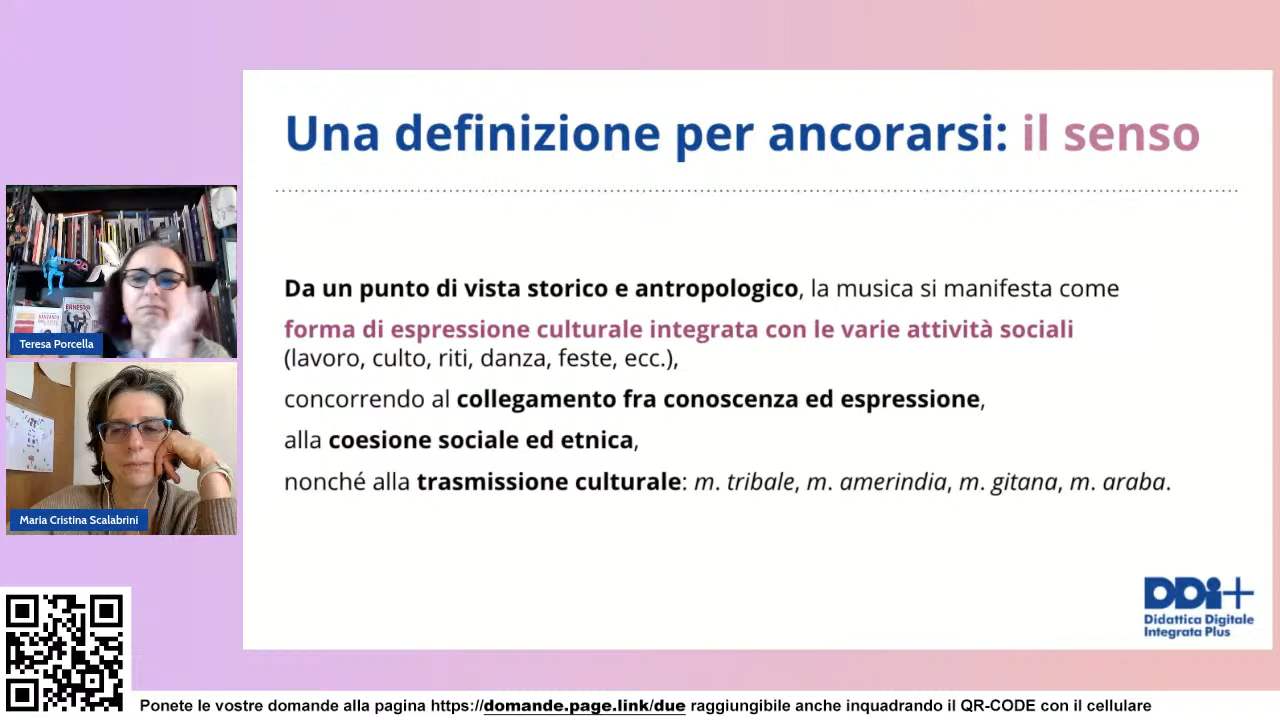 Una definizione per ancorarsi: il senso
Da un punto di vista storico e antropologico, la musica si manifesta come
forma di espressione culturale integrata con le varie attività sociali
(lavoro, culto, riti, danza, feste, ecc.),
concorrendo al collegamento fra conoscenza ed espressione,
alla coesione sociale ed etnica,
nonché alla trasmissione culturale: m. tribale, m. amerindia, m. gitana, m. araba.
ERNESTO
Teresa Porcella
Maria Cristina Scalabrini
DDi+
Didattica Digitale
Integrata Plus
Ponete le vostre domande alla pagina https://domande.page.link/due raggiungibile anche inquadrando il QR-CODE con il cellulare